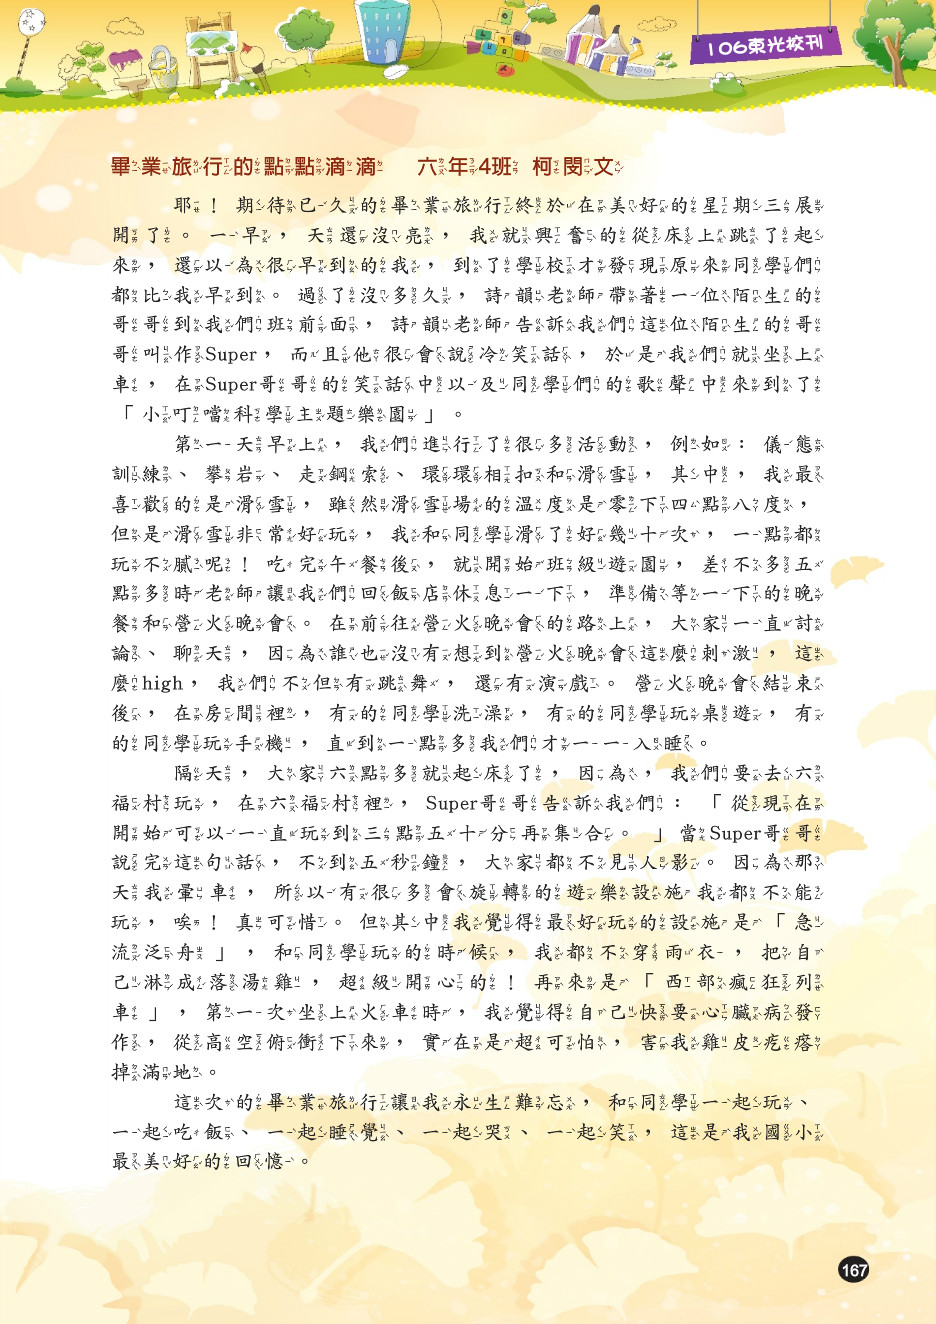 106東光校刊
畢業旅行的點點滴滴 六年4班 柯閔文
耶！期待已久的畢業旅行終於在美好的星期三展
開了。一早，天還沒亮，我就興奮的從床上跳了起
來，還以為很早到的我，到了學校才發現原來同學們
都比我早到。過了沒多久，詩韻老師帶著一位陌生的
哥哥到我們班前面，詩韻老師告訴我們這位陌生的哥
哥叫作Super，而且他很會說冷笑話，於是我們就坐上
車，在Super哥哥的笑話中以及同學們的歌聲中來到了
「小叮噹科學主題樂園」。
第一天早上，我們進行了很多活動，例如：儀態
訓練、攀岩、走鋼索、環環相扣和滑雪，其中，我最
喜歡的是滑雪，雖然滑雪場的溫度是零下四點八度，
但是滑雪非常好玩，我和同學滑了好幾十次，一點都
玩不膩呢！吃完午餐後，就開始班級遊園，差不多五
點多時老師讓我們回飯店休息一下，準備等一下的晚
餐和營火晚會。在前往營火晚會的路上，大家一直討
論、聊天，因為誰也沒有想到營火晚會這麼刺激，這
麼high，我們不但有跳舞，還有演戲。營火晚會結束
後，在房間裡，有的同學洗澡，有的同學玩桌遊，有
的同學玩手機，直到一點多我們才一一入睡。
隔天，大家六點多就起床了，因為，我們要去六
福村玩，在六福村裡，Super哥哥告訴我們：「從現在
開始可以一直玩到三點五十分再集合。」當Super哥哥
說完這句話，不到五秒鐘，大家都不見人影。因為那
天我暈車，所以有很多會旋轉的遊樂設施我都不能
玩，唉！真可惜。但其中我覺得最好玩的設施是「急
流泛舟」，和同學玩的時候，我都不穿雨衣，把自
己淋成落湯雞，超級開心的！再來是「西部瘋狂列
車」，第一次坐上火車時，我覺得自己快要心臟病發
作，從高空俯衝下來，實在是超可怕，害我雞皮疙瘩
掉滿地。
這次的畢業旅行讓我永生難忘，和同學一起玩、
一起吃飯、一起睡覺、一起哭、一起笑，這是我國小
最美好的回憶。
167